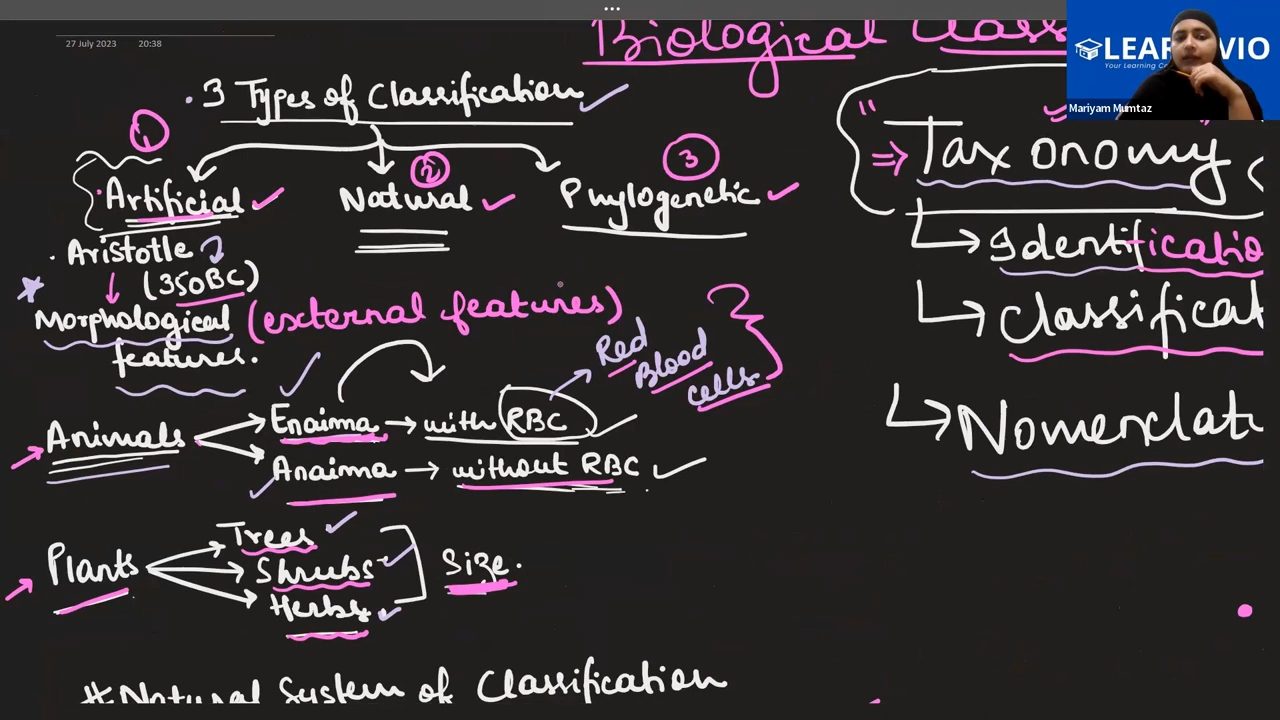 27 July 2023 20:38
Biological Class
LEAR VIO
Your Learning
Mariyam Mumtaz
3 Types of Classification
1
2
3
Artificial
Natural
Phylogenetic
Aristotle
(350BC)
Morphological (external features)
features.
Animals
Enaima → with RBC
Red
Blood
Cells
Anaima → without RBC
Plants
Trees
Shrubs
Herbs
Size.
#Natural System of Classification
"⇒ Taxonomy
Identificatio
Classificat
Nomenclat